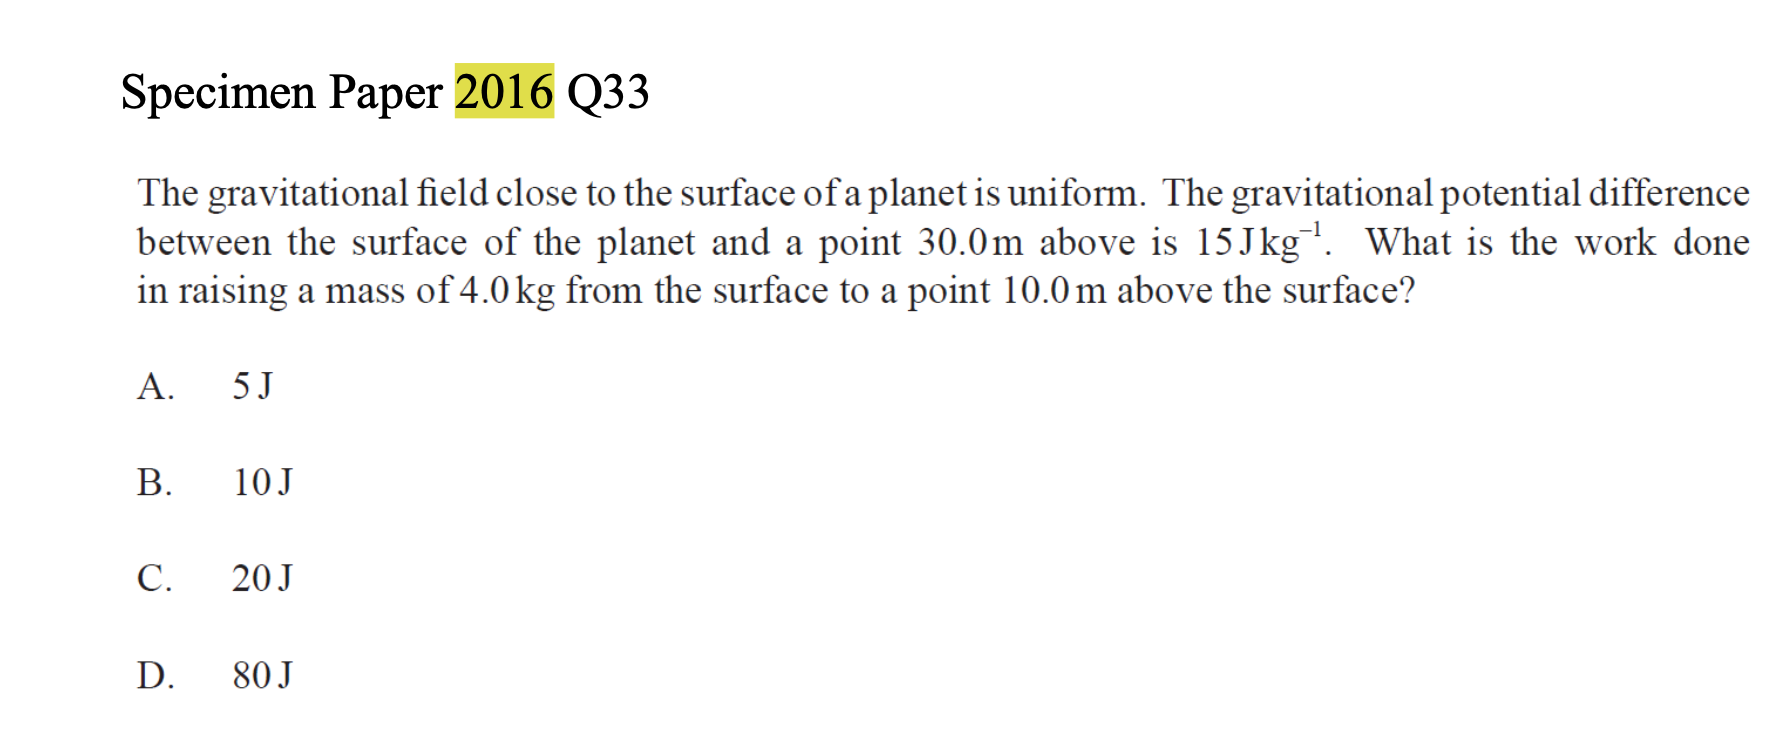 Specimen Paper 2016 Q33
The gravitational field close to the surface of a planet is uniform. The gravitational potential difference
between the surface of the planet and a point 30.0 m above is 15 J kg⁻¹. What is the work done
in raising a mass of 4.0 kg from the surface to a point 10.0 m above the surface?
A. 5 J
B. 10 J
C. 20 J
D. 80 J